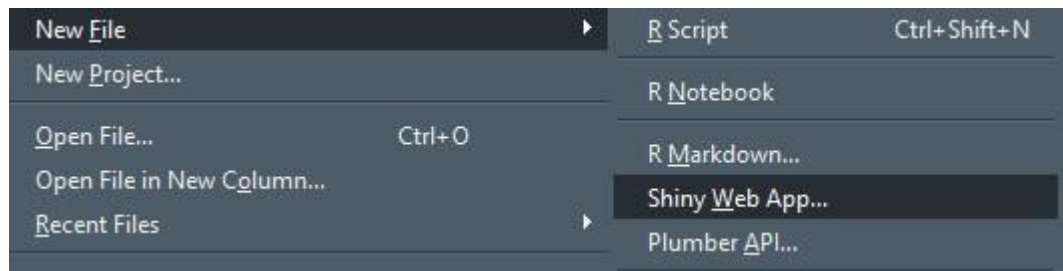 New File
New Project...
Open File... Ctrl+O
Open File in New Column...
Recent Files
R Script Ctrl+Shift+N
R Notebook
R Markdown...
Shiny Web App...
Plumber API...